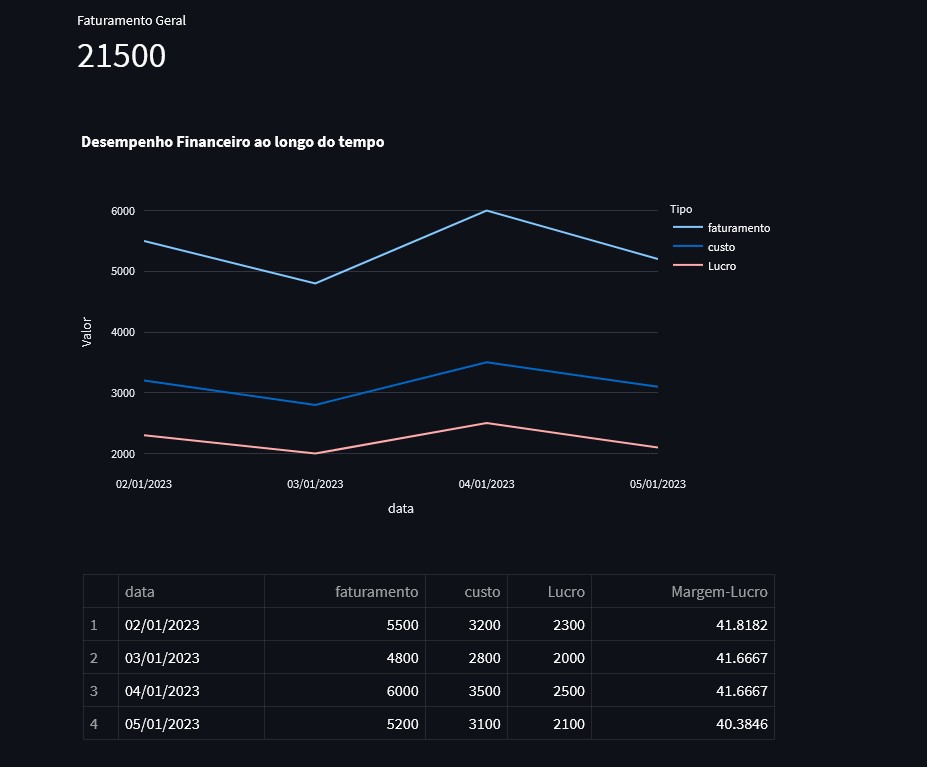 Faturamento Geral
21500
Desempenho Financeiro ao longo do tempo
Tipo
faturamento
custo
Lucro
6000
5000
4000
3000
2000
Valor
02/01/2023 03/01/2023 04/01/2023 05/01/2023
data
data faturamento custo Lucro Margem-Lucro
1 02/01/2023 5500 3200 2300 41.8182
2 03/01/2023 4800 2800 2000 41.6667
3 04/01/2023 6000 3500 2500 41.6667
4 05/01/2023 5200 3100 2100 40.3846